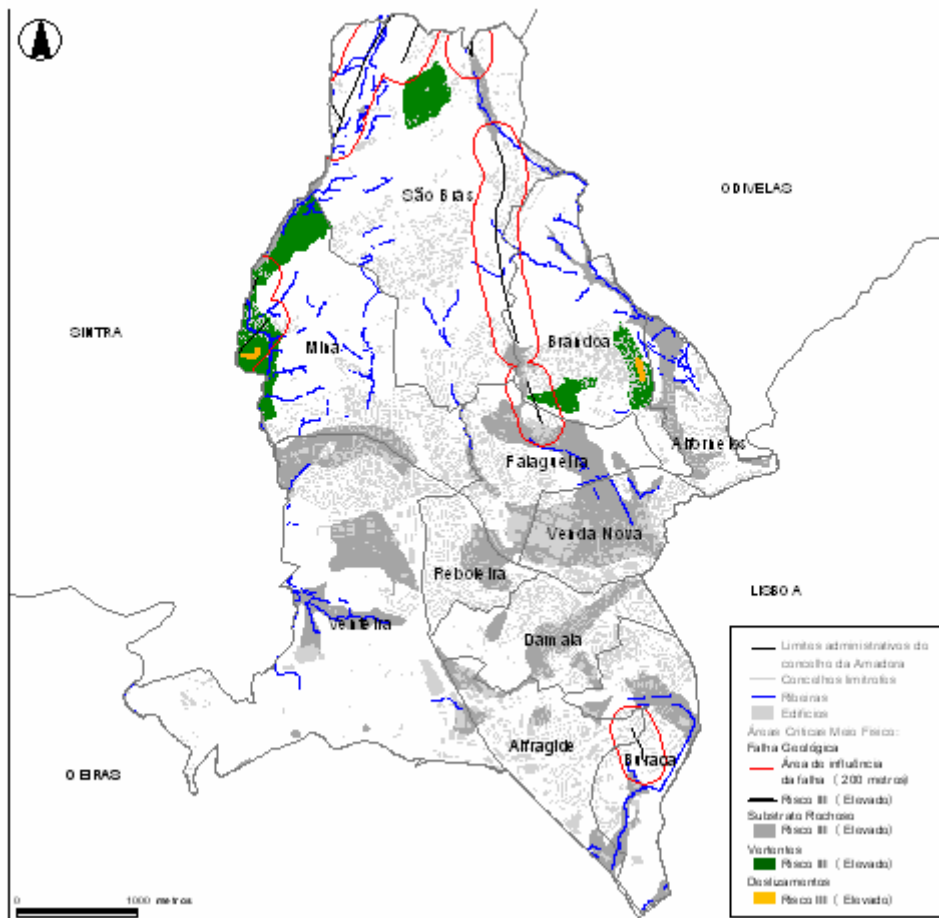 São Brás
ODIVELAS
SINTRA
Mina
Brandoa
Alfornelos
Falagueira
Venda Nova
Reboleira
LISBOA
Venteira
Damaia
Alfragide
Buraca
OEIRAS
Limites administrativos do
concelho da Amadora
Concelhos limítrofes
Ribeiras
Edifícios
Áreas Críticas Meio Físico:
Falha Geológica
Área de influência
da falha ( 200 metros)
Risco III ( Elevado)
Substrato Rochoso
Risco III ( Elevado)
Vertentes
Risco III ( Elevado)
Deslizamentos
Risco III ( Elevado)
0 1000 metros